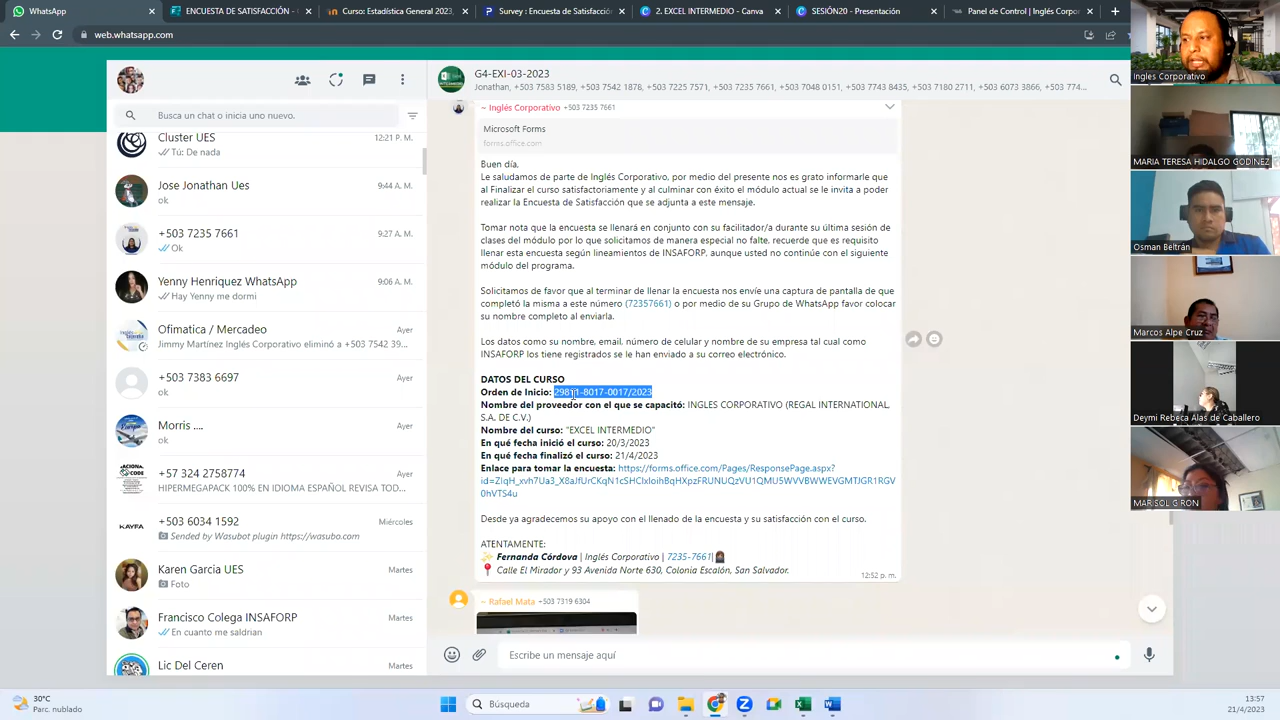 WhatsApp
ENCUESTA DE SATISFACCIÓN -
Curso: Estadística General 2023
Survey: Encuesta de Satisfacció
2. EXCEL INTERMEDIO - Canva
SESIÓN20 - Presentac
Panel de Control | Inglés Corpo
web.whatsapp.com
Busca un chat o inicia uno nuevo.
Cluster UES
12:21 P. M.
Tú: De nada
Jose Jonathan Ues
9:44 A. M.
ok
+503 7235 7661
9:27 A. M.
Ok
Yenny Henriquez WhatsApp
9:06 A. M.
Hay Yenny me dormi
Ofimatica / Mercadeo
Ayer
Jimmy Martínez Inglés Corporativo eliminó a +503 7542 39...
+503 7383 6697
Ayer
ok
Morris ....
Ayer
ok
+57 324 2758774
Ayer
HIPERMEGAPACK 100% EN IDIOMA ESPAÑOL REVISA TOD...
+503 6034 1592
Miércoles
Sended by Wasubot plugin https://wasubo.com
Karen Garcia UES
Martes
Foto
Francisco Colega INSAFORP
Martes
En cuanto me saldrian
Lic Del Ceren
Martes
G4-EXI-03-2023
Jonathan, +503 7583 5189, +503 7542 1878, +503 7225 7571, +503 7235 7661, +503 7048 0151, +503 7743 8435, +503 7180 2711, +503 6073 3866, +503 774...
~ Inglés Corporativo +503 7235 7661
Microsoft Forms
forms.office.com
Buen día,
Le saludamos de parte de Inglés Corporativo, por medio del presente nos es grato informarle que
al Finalizar el curso satisfactoriamente y al culminar con éxito el módulo actual se le invita a poder
realizar la Encuesta de Satisfacción que se adjunta a este mensaje.
Tomar nota que la encuesta se llenará en conjunto con su facilitador/a durante su última sesión de
clases del módulo por lo que solicitamos de manera especial no falte, recuerde que es requisito
llenar esta encuesta según lineamientos de INSAFORP, aunque usted no continúe con el siguiente
módulo del programa.
Solicitamos de favor que al terminar de llenar la encuesta nos envíe una captura de pantalla de que
completó la misma a este número (72357661) o por medio de su Grupo de WhatsApp favor colocar
su nombre completo al enviarla.
Los datos como su nombre, email, número de celular y nombre de su empresa tal cual como
INSAFORP los tiene registrados se le han enviado a su correo electrónico.
DATOS DEL CURSO
Orden de Inicio: 29811-8017-0017/2023
Nombre del proveedor con el que se capacitó: INGLES CORPORATIVO (REGAL INTERNATIONAL,
S.A. DE C.V.)
Nombre del curso: "EXCEL INTERMEDIO"
En qué fecha inició el curso: 20/3/2023
En qué fecha finalizó el curso: 21/4/2023
Enlace para tomar la encuesta: https://forms.office.com/Pages/ResponsePage.aspx?
Desde ya agradecemos su apoyo con el llenado de la encuesta y su satisfacción con el curso.
ATENTAMENTE:
Fernanda Córdova | Inglés Corporativo | 7235-7661|
Calle El Mirador y 93 Avenida Norte 630, Colonia Escalón, San Salvador.
12:52 p. m.
~ Rafael Mata +503 7319 6304
Escribe un mensaje aquí
Ingles Corporativo
MARIA TERESA HIDALGO GODINEZ
Osman Beltrán
Marcos Alpe Cruz
Deymi Rebeca Alas de Caballero
MARISOL GIRON
30°C
Parc. nublado
Búsqueda
13:57
21/4/2023